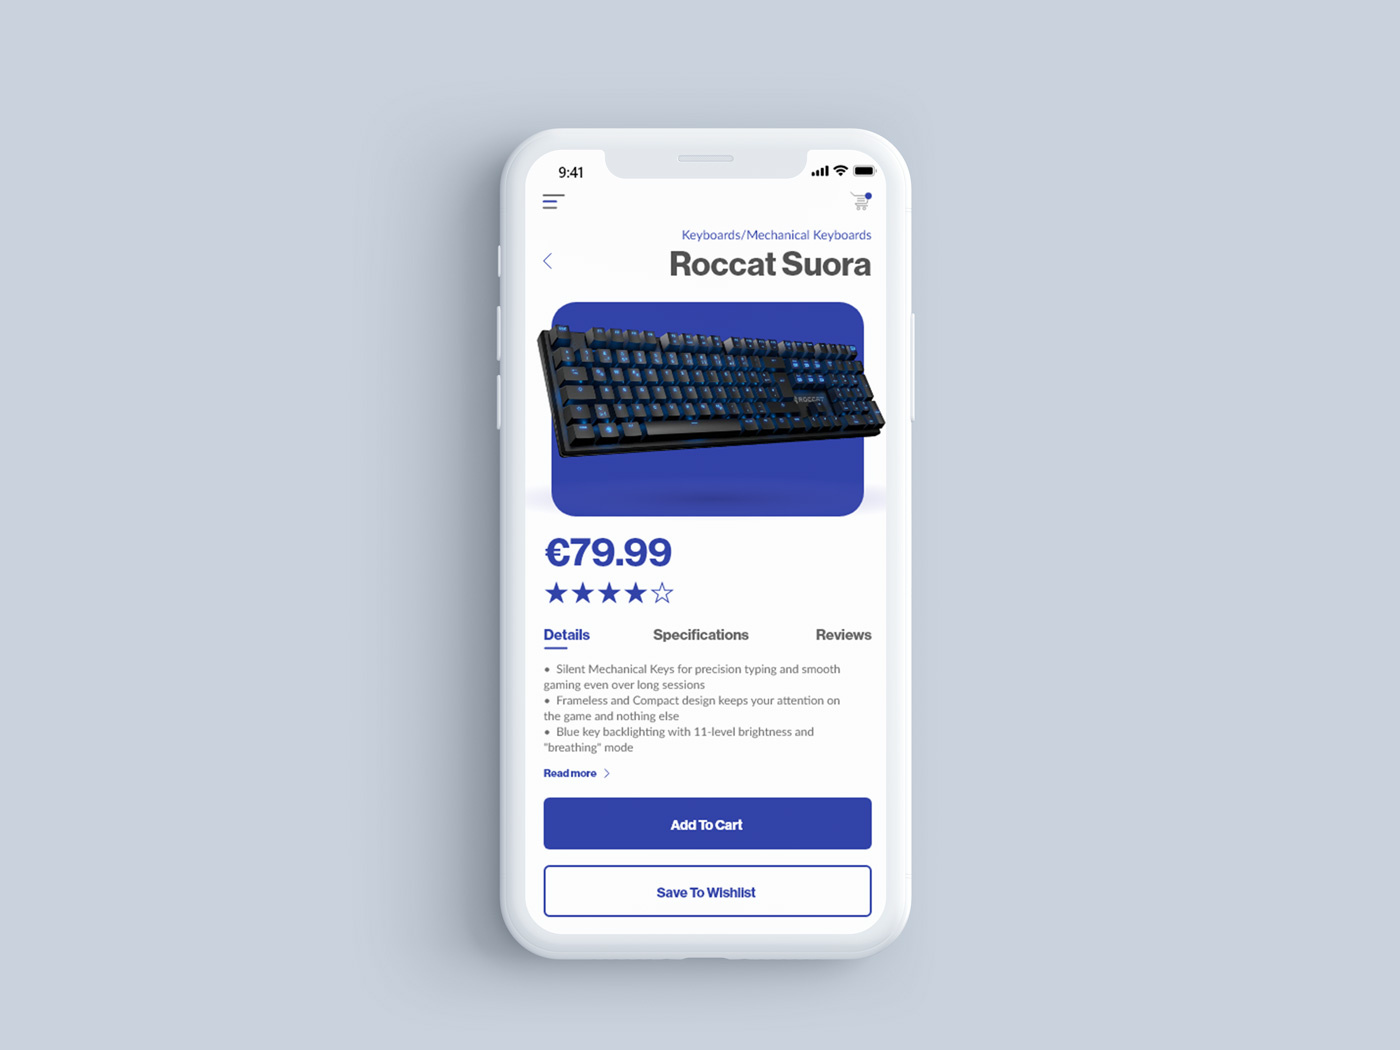 9:41
Keyboards/Mechanical Keyboards
Roccat Suora
ROCCAT
€79.99
Details Specifications Reviews
• Silent Mechanical Keys for precision typing and smooth
gaming even over long sessions
• Frameless and Compact design keeps your attention on
the game and nothing else
• Blue key backlighting with 11-level brightness and
"breathing" mode
Read more
Add To Cart
Save To Wishlist